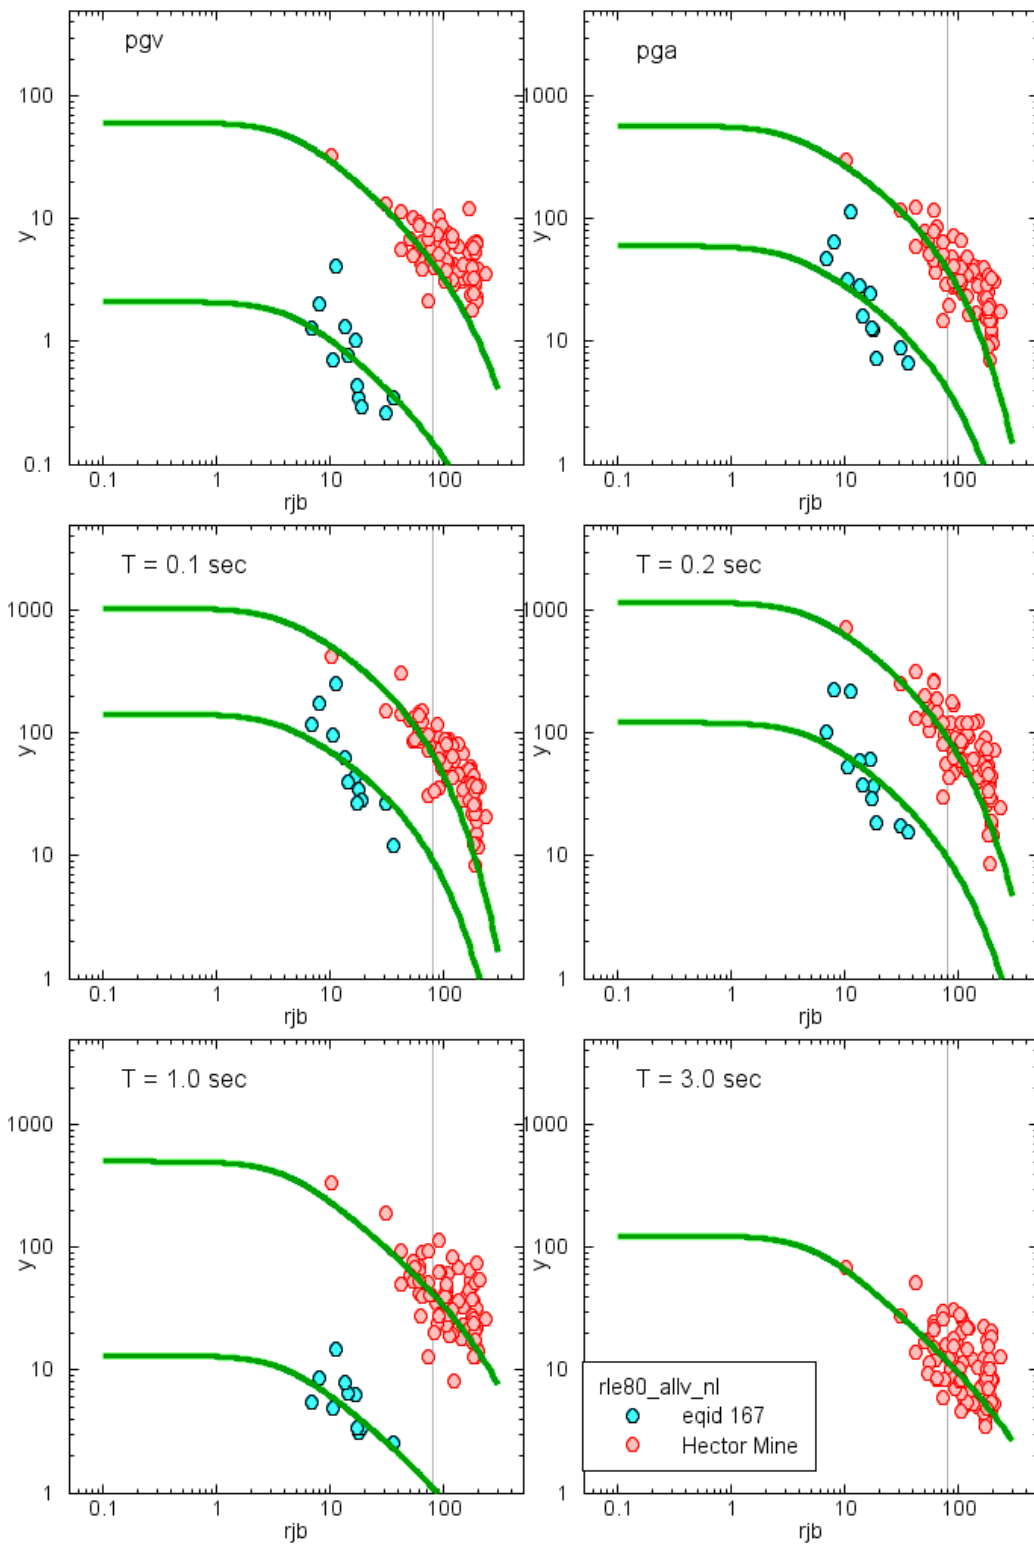 pgv
100
10
1
0.1
y
0.1 1 10 100
rjb
pga
1000
100
10
1
y
0.1 1 10 100
rjb
T = 0.1 sec
1000
100
10
1
y
0.1 1 10 100
rjb
T = 0.2 sec
1000
100
10
1
y
0.1 1 10 100
rjb
T = 1.0 sec
1000
100
10
1
y
0.1 1 10 100
rjb
T = 3.0 sec
1000
100
10
1
y
0.1 1 10 100
rjb
rle80_allv_nl
eqid 167
Hector Mine